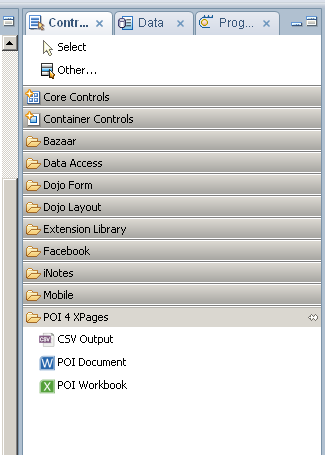 Contr... Data Prog...
Select
Other...
Core Controls
Container Controls
Bazaar
Data Access
Dojo Form
Dojo Layout
Extension Library
Facebook
iNotes
Mobile
POI 4 XPages
CSV Output
POI Document
POI Workbook